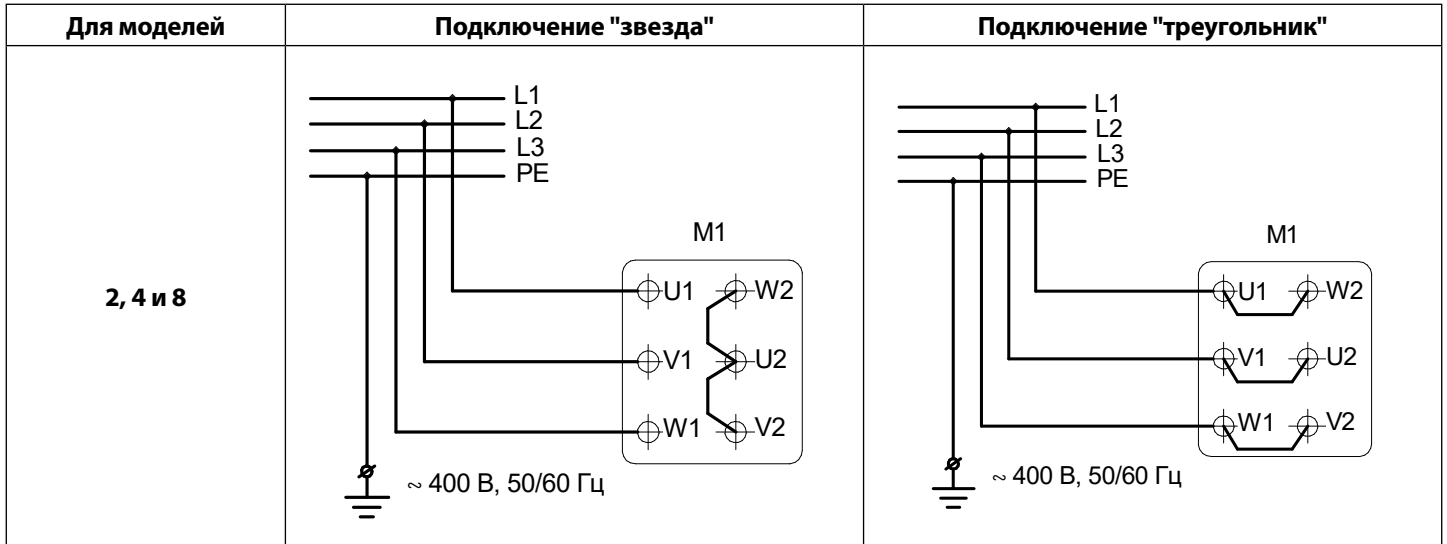 Для моделей
Подключение "звезда"
Подключение "треугольник"
2, 4 и 8
L1
L2
L3
PE
M1
U1 W2
V1 U2
W1 V2
~ 400 В, 50/60 Гц
L1
L2
L3
PE
M1
U1 W2
V1 U2
W1 V2
~ 400 В, 50/60 Гц